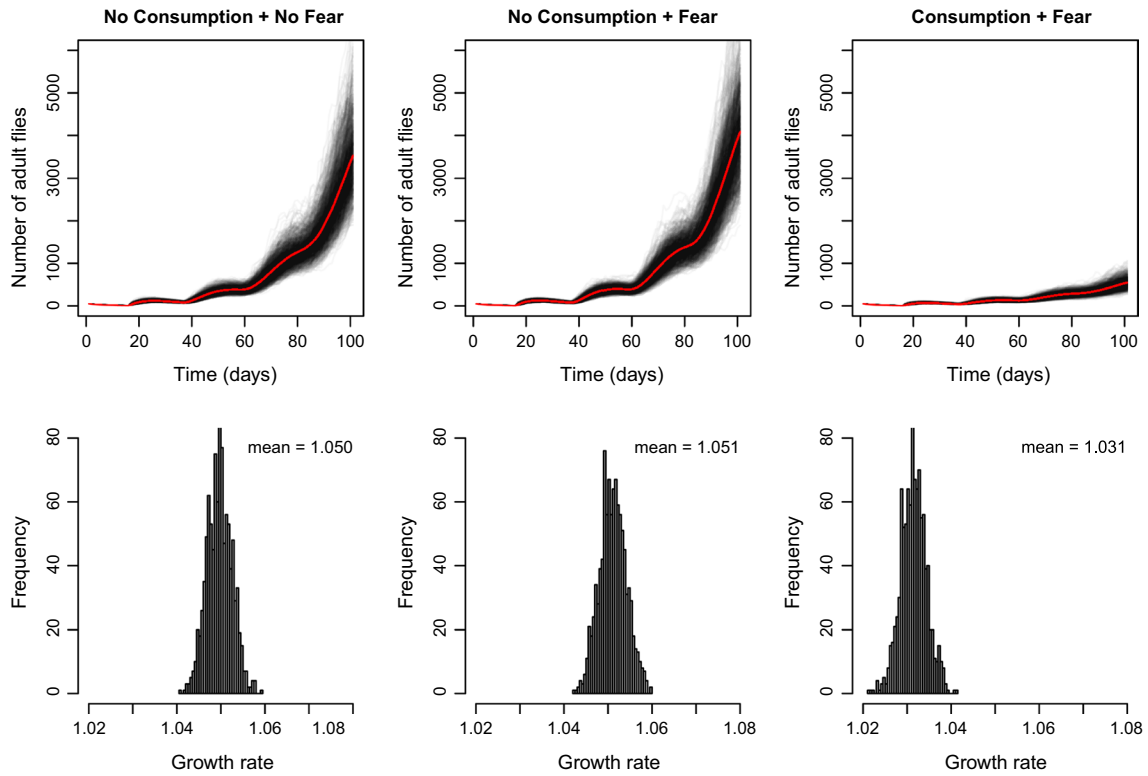 No Consumption + No Fear
No Consumption + Fear
Consumption + Fear
Number of adult flies
0 1000 3000 5000
0 20 40 60 80 100
Time (days)
Number of adult flies
0 1000 3000 5000
0 20 40 60 80 100
Time (days)
Number of adult flies
0 1000 3000 5000
0 20 40 60 80 100
Time (days)
mean = 1.050
Frequency
0 20 40 60 80
1.02 1.04 1.06 1.08
Growth rate
mean = 1.051
Frequency
0 20 40 60 80
1.02 1.04 1.06 1.08
Growth rate
mean = 1.031
Frequency
0 20 40 60 80
1.02 1.04 1.06 1.08
Growth rate